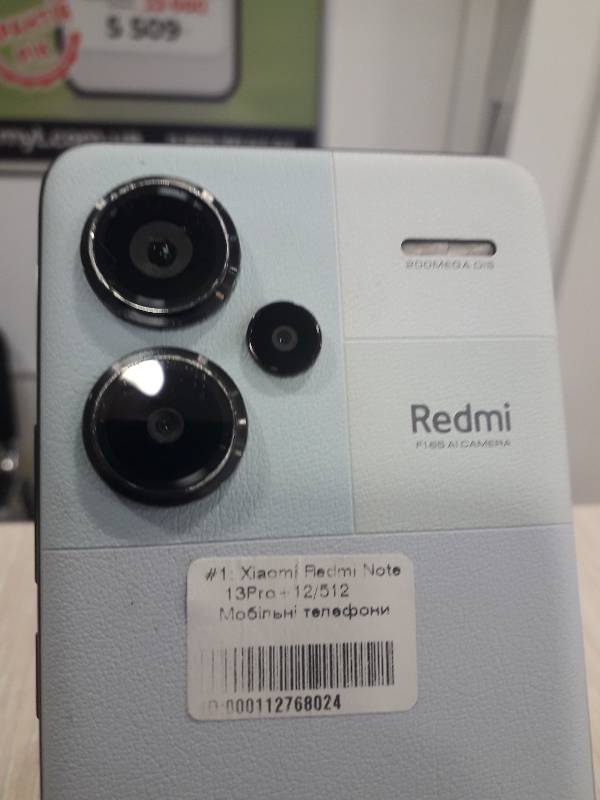 5 509
200MEGA OIS
Redmi
F1.65 AI CAMERA
#1: Xiaomi Redmi Note
13Pro+ 12/512
Мобільні телефони
ID:000112768024